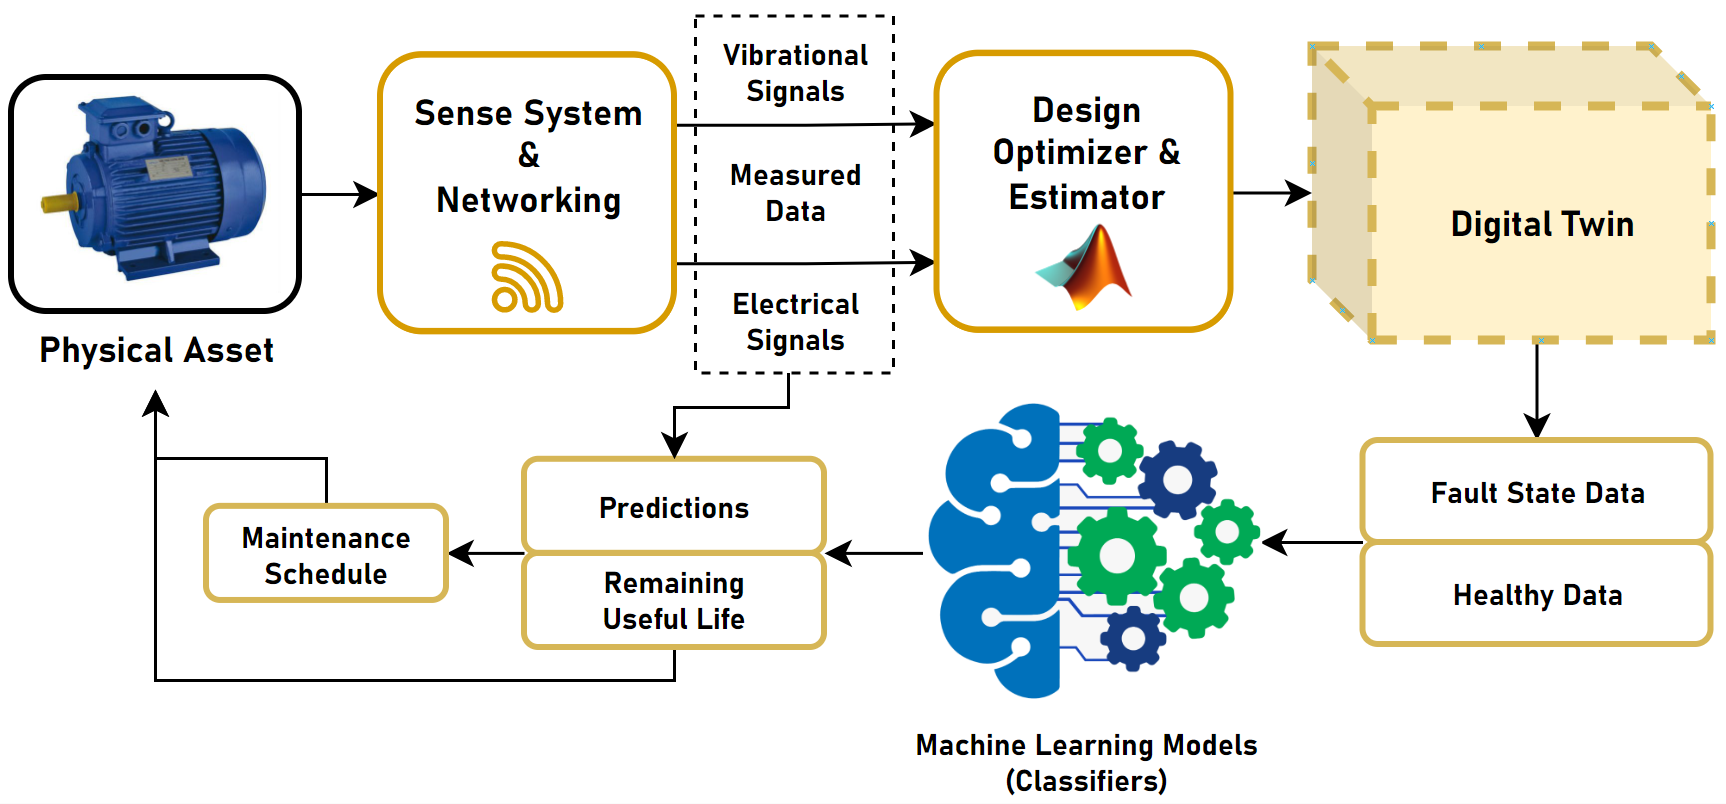 Physical Asset
Sense System
&
Networking
Vibrational
Signals
Measured
Data
Electrical
Signals
Design
Optimizer &
Estimator
Digital Twin
Fault State Data
Healthy Data
Machine Learning Models
(Classifiers)
Predictions
Remaining
Useful Life
Maintenance
Schedule